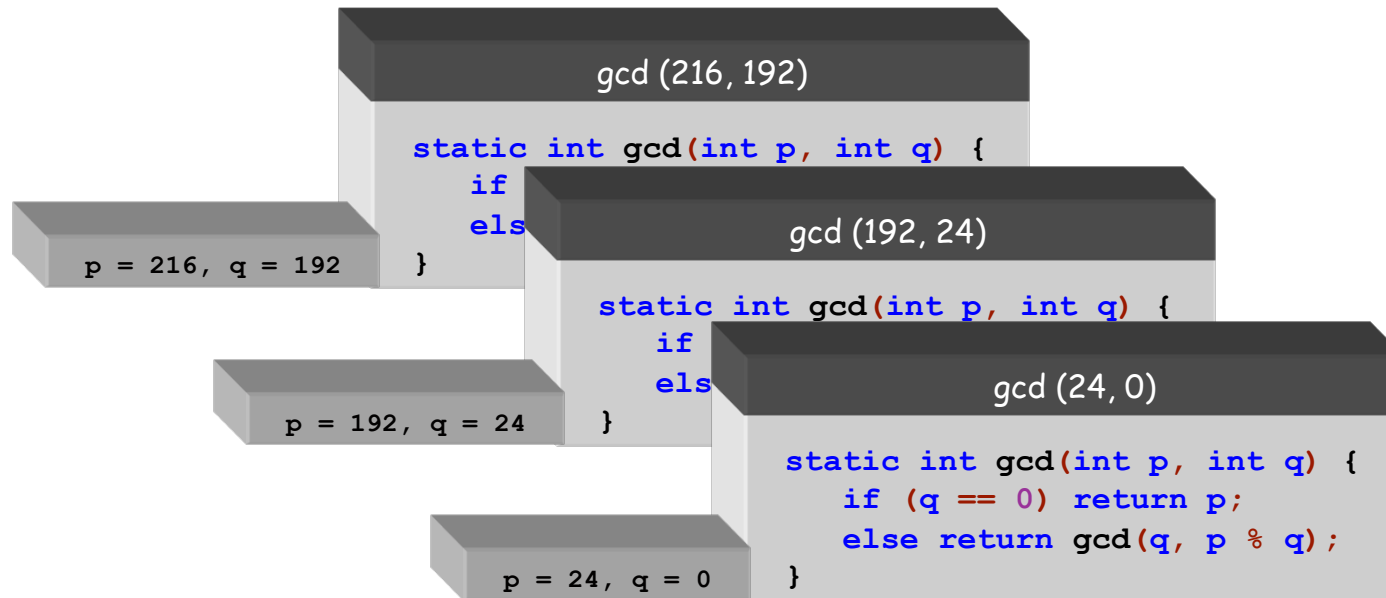 gcd (216, 192)
static int gcd(int p, int q) {
if
els
}
p = 216, q = 192
gcd (192, 24)
static int gcd(int p, int q) {
if
els
}
p = 192, q = 24
gcd (24, 0)
static int gcd(int p, int q) {
if (q == 0) return p;
else return gcd(q, p % q);
}
p = 24, q = 0